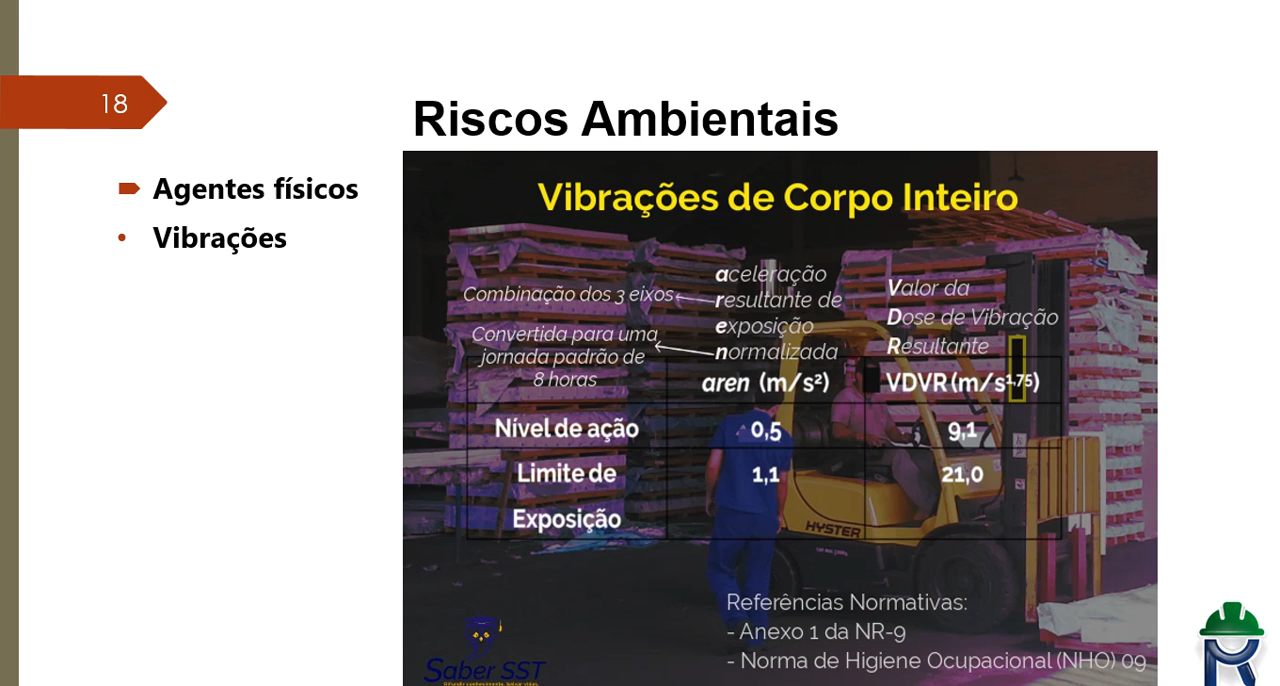 18
Riscos Ambientais
Agentes físicos
• Vibrações
Vibrações de Corpo Inteiro
Combinação dos 3 eixos
Convertida para uma
jornada padrão de
8 horas
aceleração
resultante de
exposição
normalizada
Valor da
Dose de Vibração
Resultante
aren (m/s²) VDVR (m/s¹,⁷⁵)
Nível de ação 0,5 9,1
Limite de 1,1 21,0
Exposição
HYSTER
Referências Normativas:
- Anexo 1 da NR-9
- Norma de Higiene Ocupacional (NHO) 09
Saber SST
R